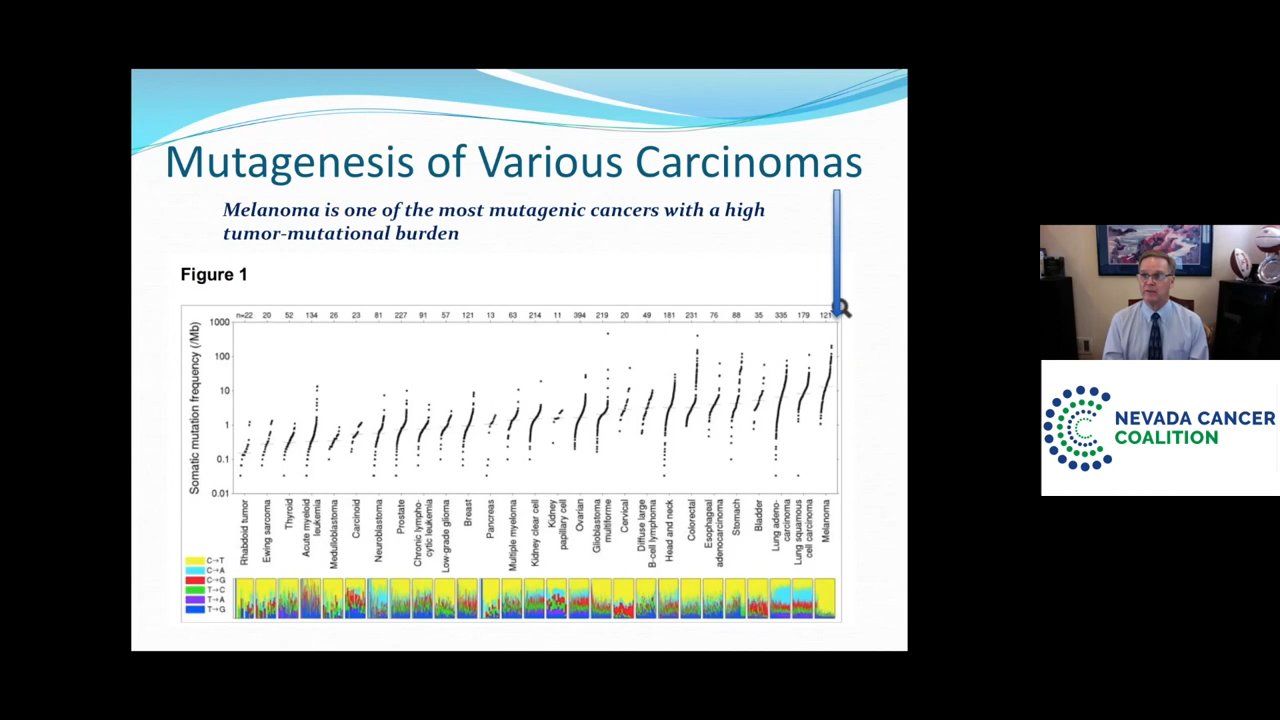 Mutagenesis of Various Carcinomas
Melanoma is one of the most mutagenic cancers with a high
tumor-mutational burden
Figure 1
n=22 20 52 134 26 23 81 227 91 57 121 13 63 214 11 394 219 20 49 181 231 76 88 35 335 179 121
Somatic mutation frequency (/Mb)
1000
100
10
1
0.1
0.01
Rhabdoid tumor
Ewing sarcoma
Thyroid
Acute myeloid
leukemia
Medulloblastoma
Carcinoid
Neuroblastoma
Prostate
Chronic lympho-
cytic leukemia
Low-grade glioma
Breast
Pancreas
Multiple myeloma
Kidney clear cell
Kidney
papillary cell
Ovarian
Glioblastoma
multiforme
Cervical
Diffuse large
B-cell lymphoma
Head and neck
Colorectal
Esophageal
adenocarcinoma
Stomach
Bladder
Lung adeno-
carcinoma
Lung squamous
cell carcinoma
Melanoma
C→T
C→A
C→G
T→C
T→A
T→G
NEVADA CANCER
COALITION